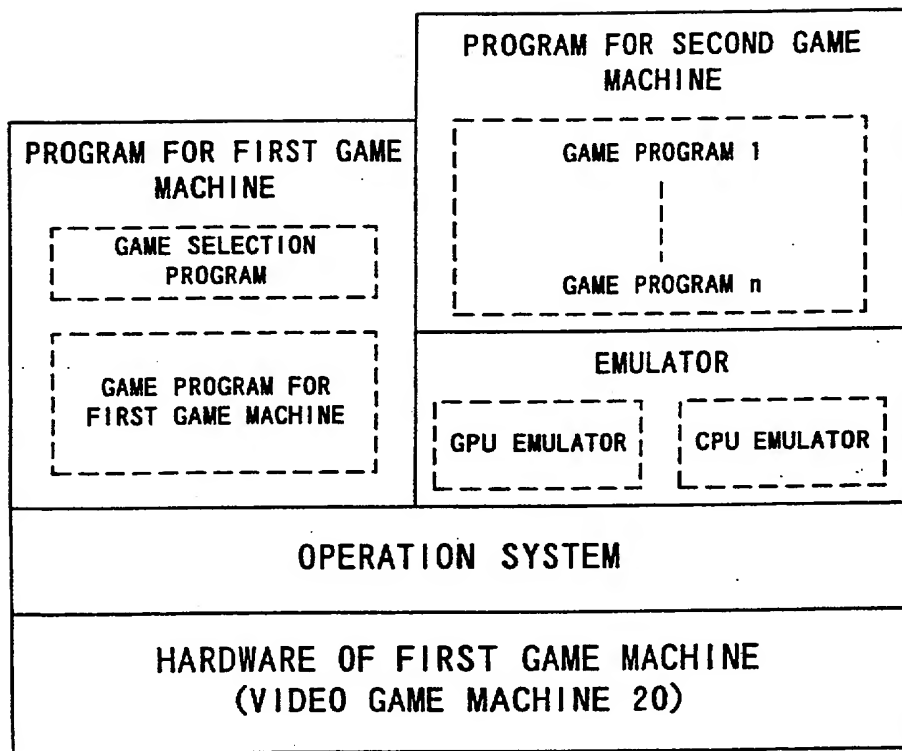 PROGRAM FOR SECOND GAME
MACHINE
GAME PROGRAM 1
GAME PROGRAM n
PROGRAM FOR FIRST GAME
MACHINE
GAME SELECTION
PROGRAM
GAME PROGRAM FOR
FIRST GAME MACHINE
EMULATOR
GPU EMULATOR
CPU EMULATOR
OPERATION SYSTEM
HARDWARE OF FIRST GAME MACHINE
(VIDEO GAME MACHINE 20)